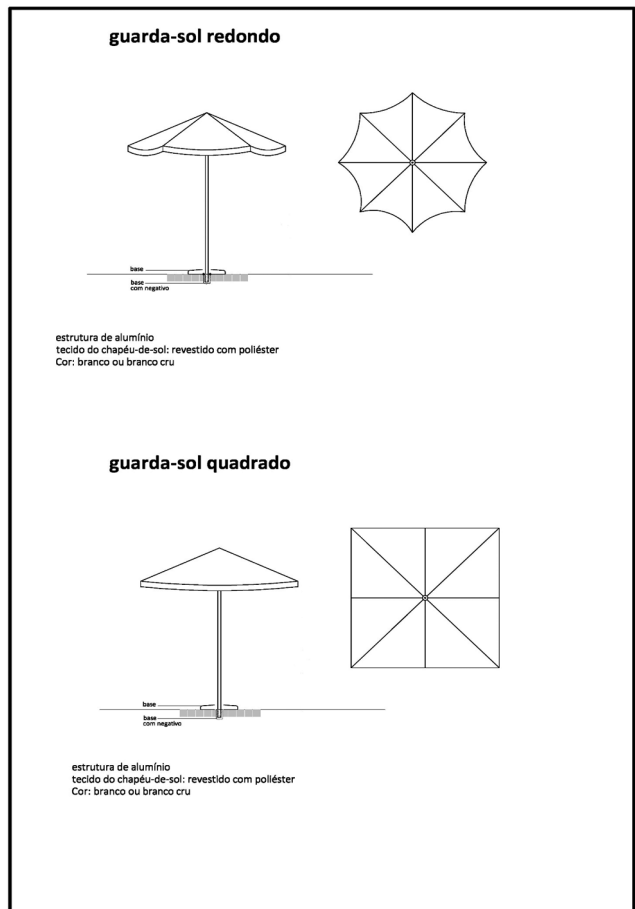 guarda-sol redondo
base
base
com negativo
estrutura de alumínio
tecido do chapéu-de-sol: revestido com poliéster
Cor: branco ou branco cru
guarda-sol quadrado
base
base
com negativo
estrutura de alumínio
tecido do chapéu-de-sol: revestido com poliéster
Cor: branco ou branco cru